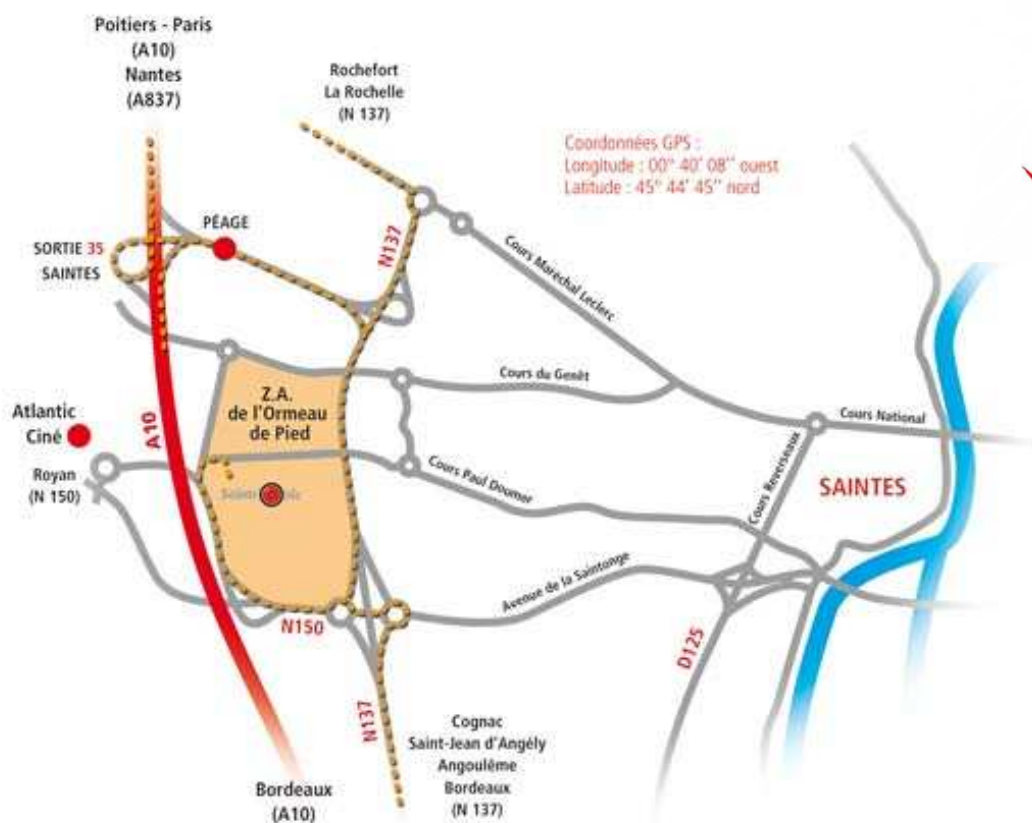 Poitiers - Paris
(A10)
Nantes
(A837)
Rochefort
La Rochelle
(N 137)
Coordonnées GPS :
Longitude : 00° 40' 08'' ouest
Latitude : 45° 44' 45'' nord
PÉAGE
SORTIE 35
SAINTES
N137
Cours Maréchal Leclerc
Cours du Genêt
Z.A.
de l'Ormeau
de Pied
Atlantic
Ciné
A10
Royan
(N 150)
Cours National
Cours Reverseaux
Cours Paul Doumer
SAINTES
Avenue de la Saintonge
N150
D125
N137
Cognac
Saint-Jean d'Angély
Angoulême
Bordeaux
(N 137)
Bordeaux
(A10)